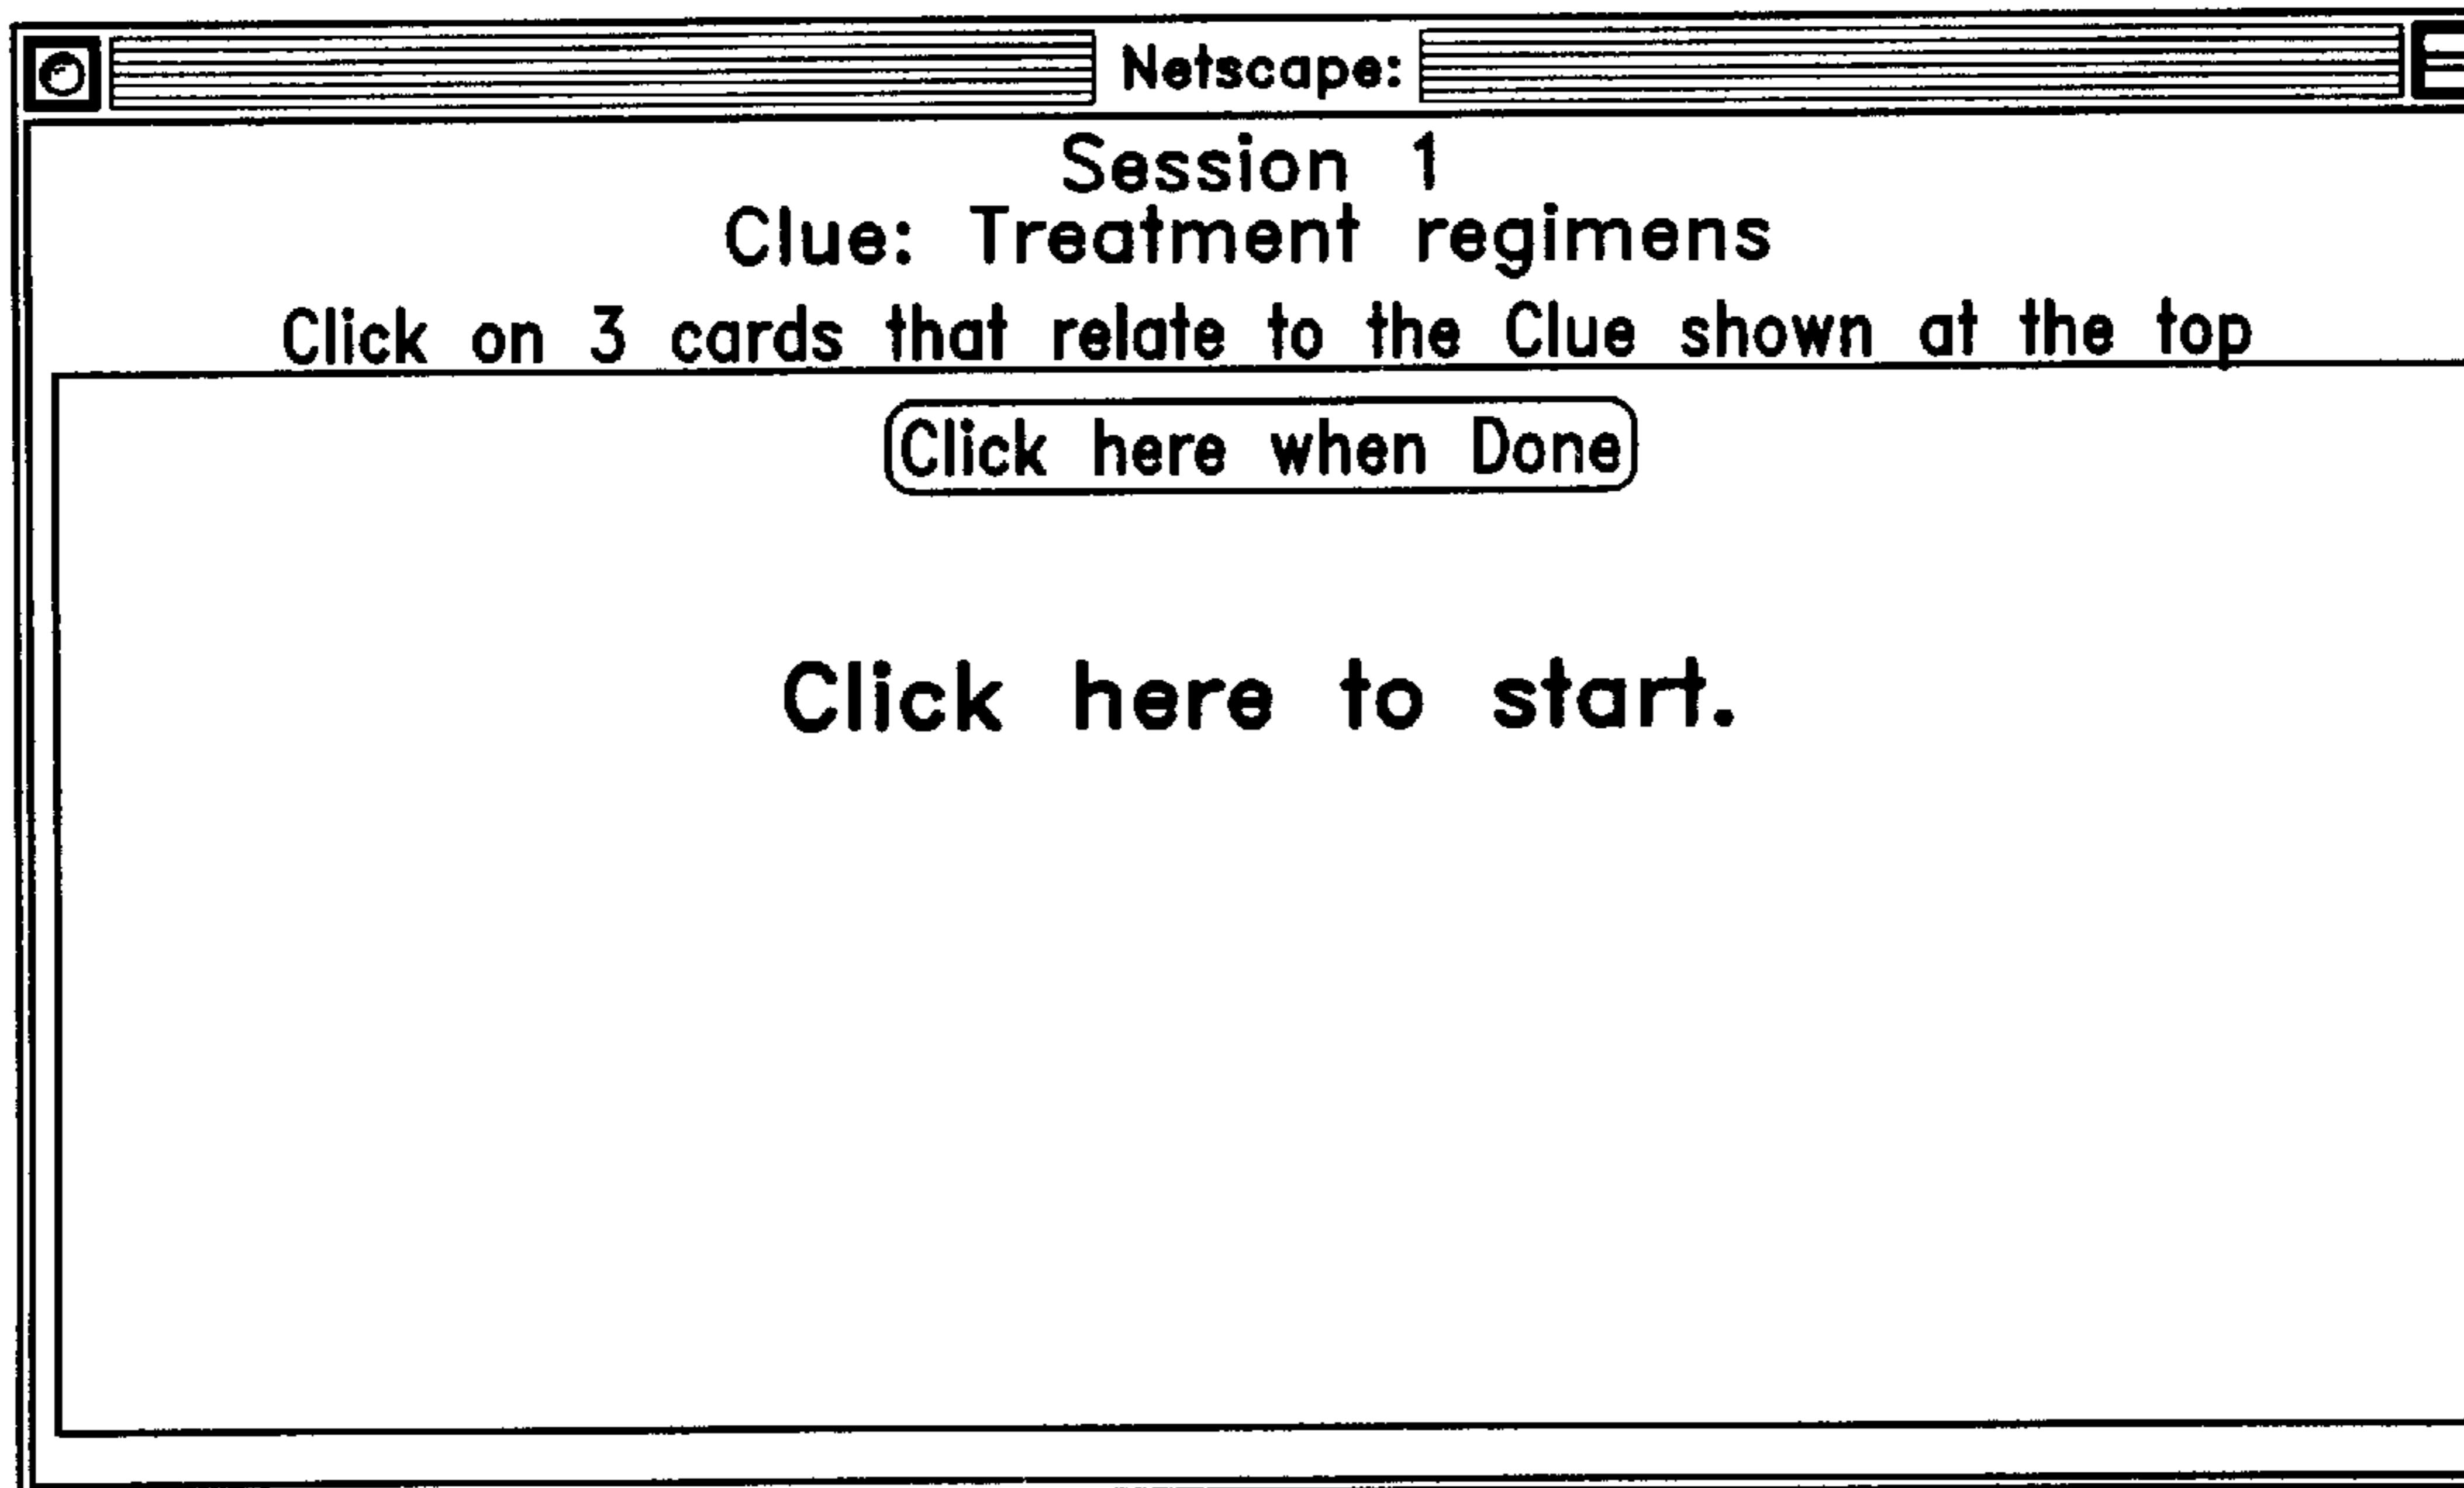 Netscape:
Session 1
Clue: Treatment regimens
Click on 3 cards that relate to the Clue shown at the top
Click here when Done
Click here to start.